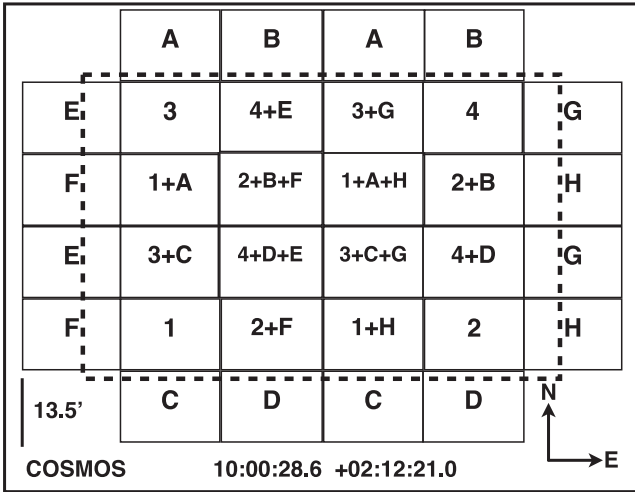 A B A B
E 3 4+E 3+G 4 G
F 1+A 2+B+F 1+A+H 2+B H
E 3+C 4+D+E 3+C+G 4+D G
F 1 2+F 1+H 2 H
13.5' C D C D N
E
COSMOS 10:00:28.6 +02:12:21.0